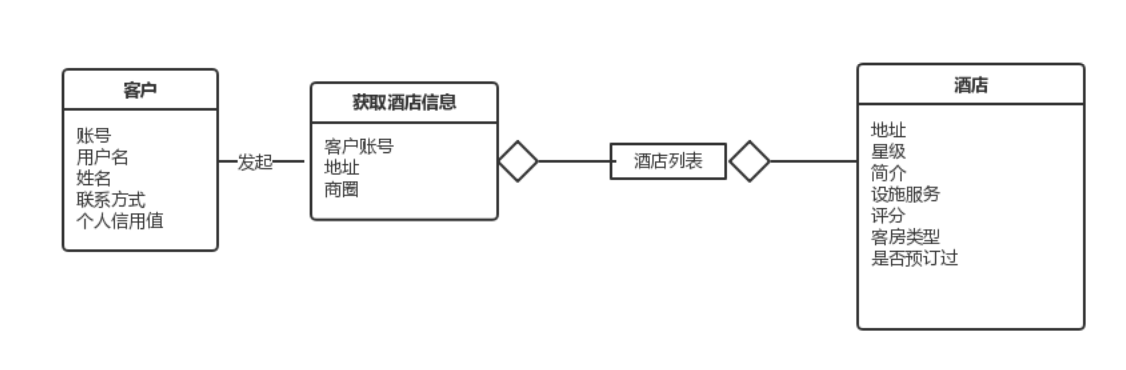 客户
账号
用户名
姓名
联系方式
个人信用值
发起
获取酒店信息
客户账号
地址
商圈
酒店列表
酒店
地址
星级
简介
设施服务
评分
客房类型
是否预订过